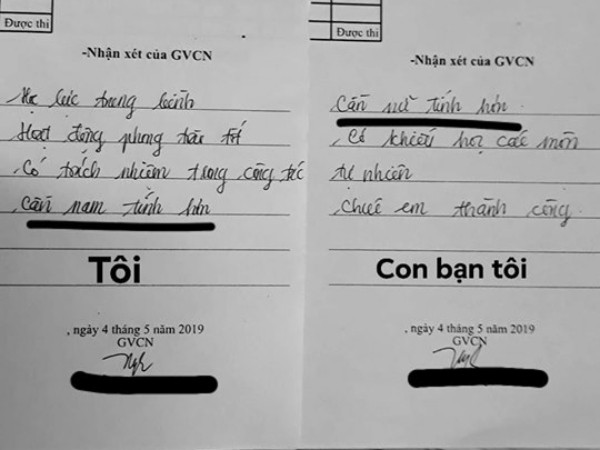 Được thi
-Nhận xét của GVCN
Học lực trung bình
Hoạt động phong trào tốt
Có trách nhiệm trong công tác
Cần nam tính hơn
Tôi
, ngày 4 tháng 5 năm 2019
GVCN
Được thi
-Nhận xét của GVCN
Cần nữ tính hơn
Có khiếu học các môn
tự nhiên
Chúc em thành công
Con bạn tôi
, ngày 4 tháng 5 năm 2019
GVCN